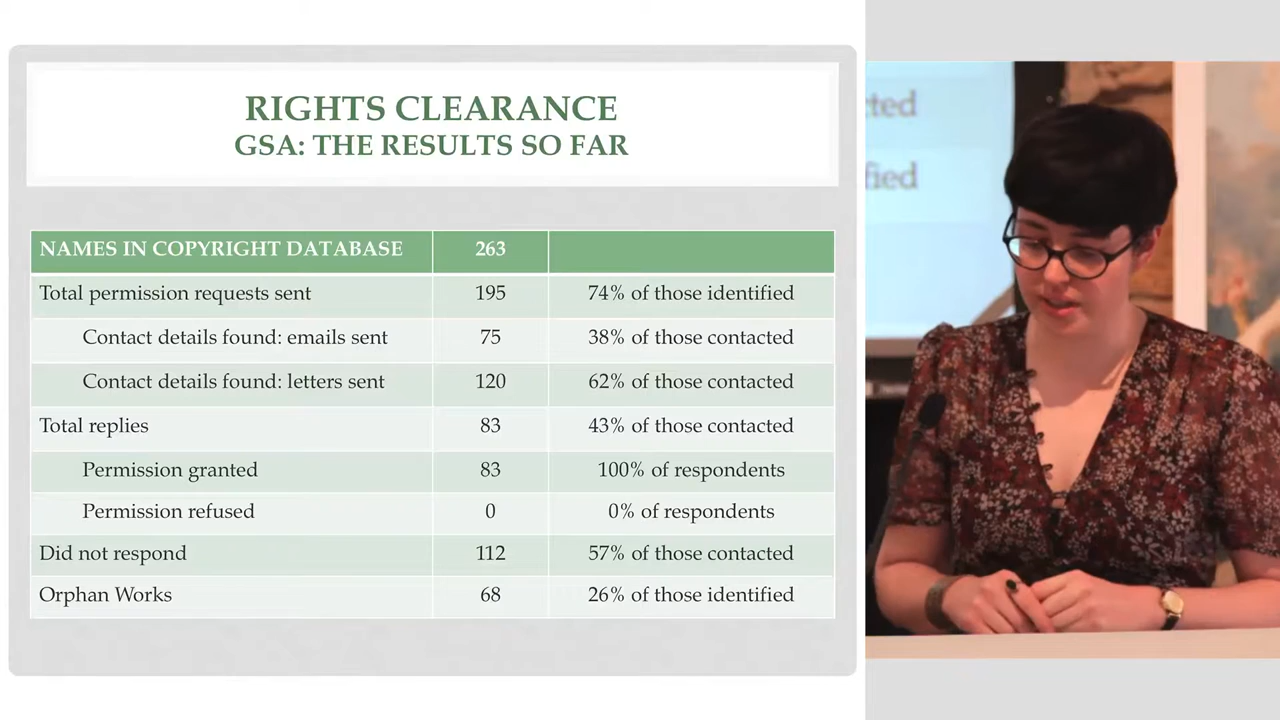 RIGHTS CLEARANCE
GSA: THE RESULTS SO FAR
NAMES IN COPYRIGHT DATABASE 263
Total permission requests sent 195 74% of those identified
Contact details found: emails sent 75 38% of those contacted
Contact details found: letters sent 120 62% of those contacted
Total replies 83 43% of those contacted
Permission granted 83 100% of respondents
Permission refused 0 0% of respondents
Did not respond 112 57% of those contacted
Orphan Works 68 26% of those identified
cted
fied